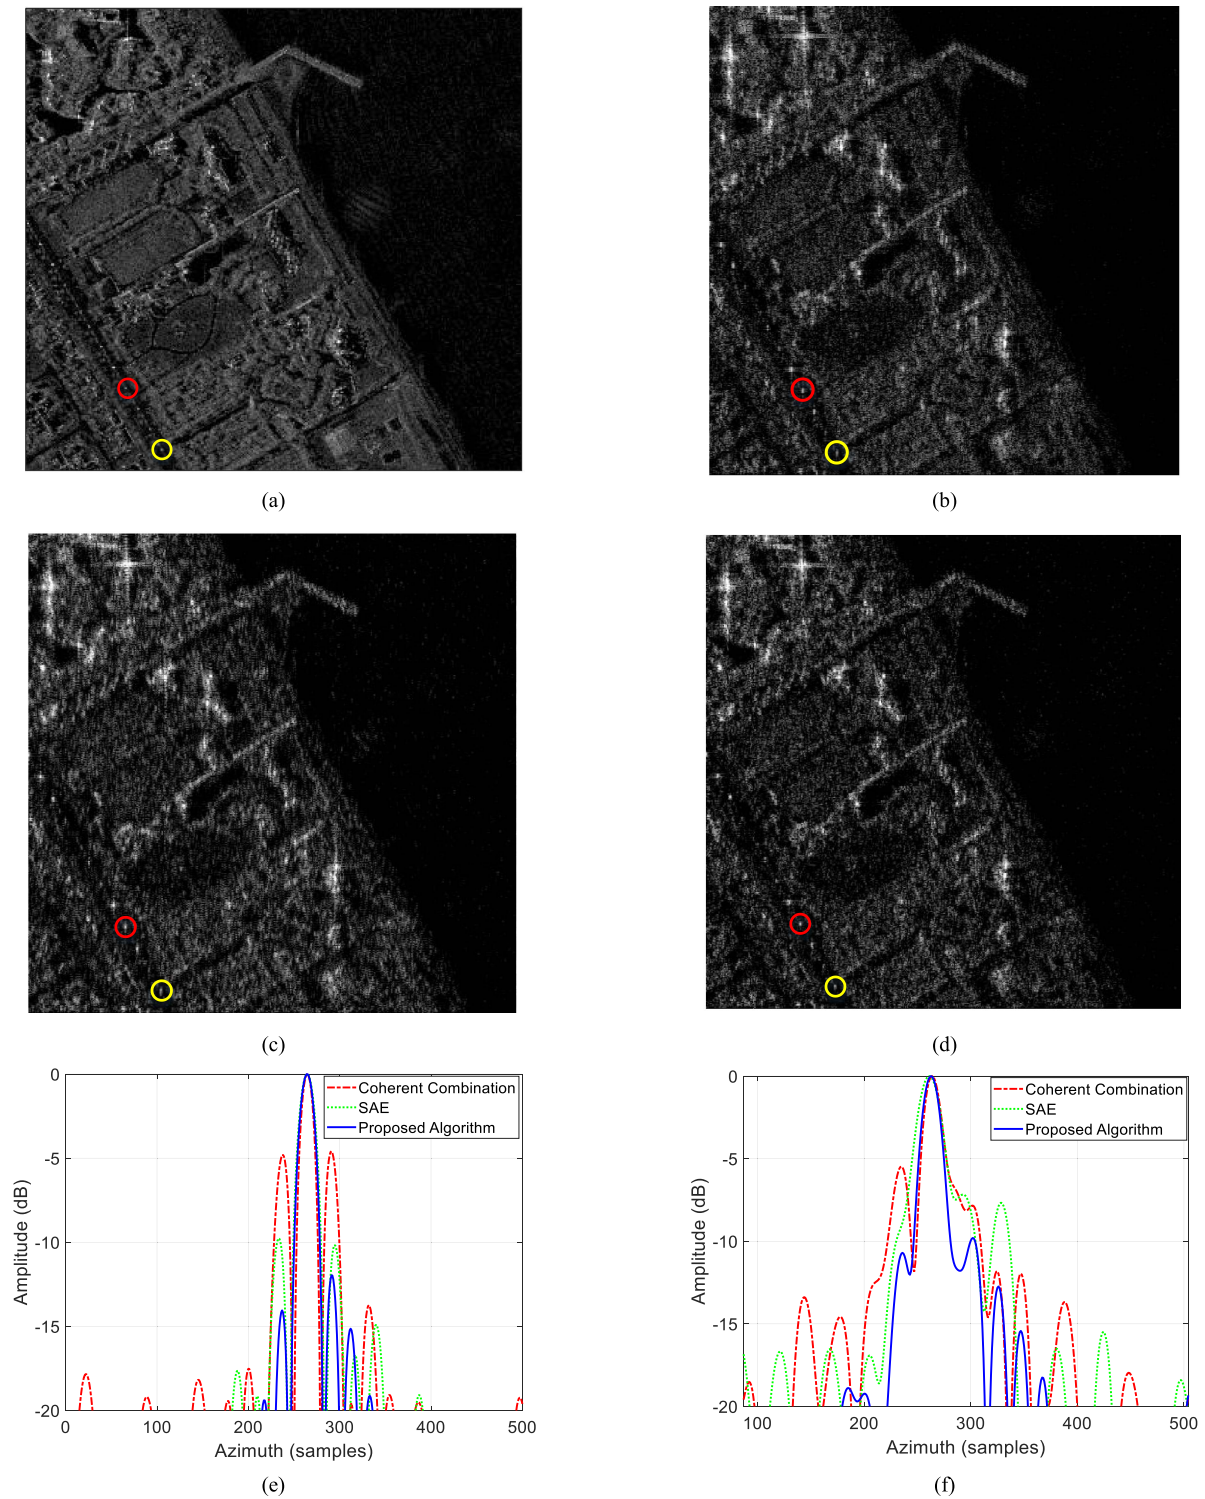 (a)
(b)
(c)
(d)
Amplitude (dB)
0
-5
-10
-15
-20
0
100
200
300
400
500
Azimuth (samples)
Coherent Combination
SAE
Proposed Algorithm
(e)
Amplitude (dB)
0
-5
-10
-15
-20
100
200
300
400
500
Azimuth (samples)
Coherent Combination
SAE
Proposed Algorithm
(f)